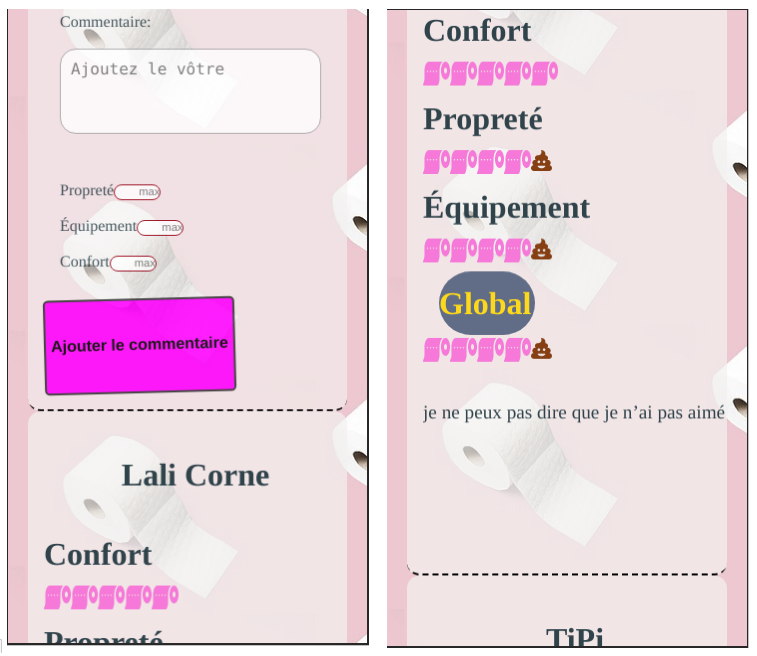 Commentaire:
Ajoutez le vôtre
Propreté max
Équipement max
Confort max
Ajouter le commentaire
Lali Corne
Confort
Propreté
Confort
Propreté
Équipement
Global
je ne peux pas dire que je n’ai pas aimé
TiPi